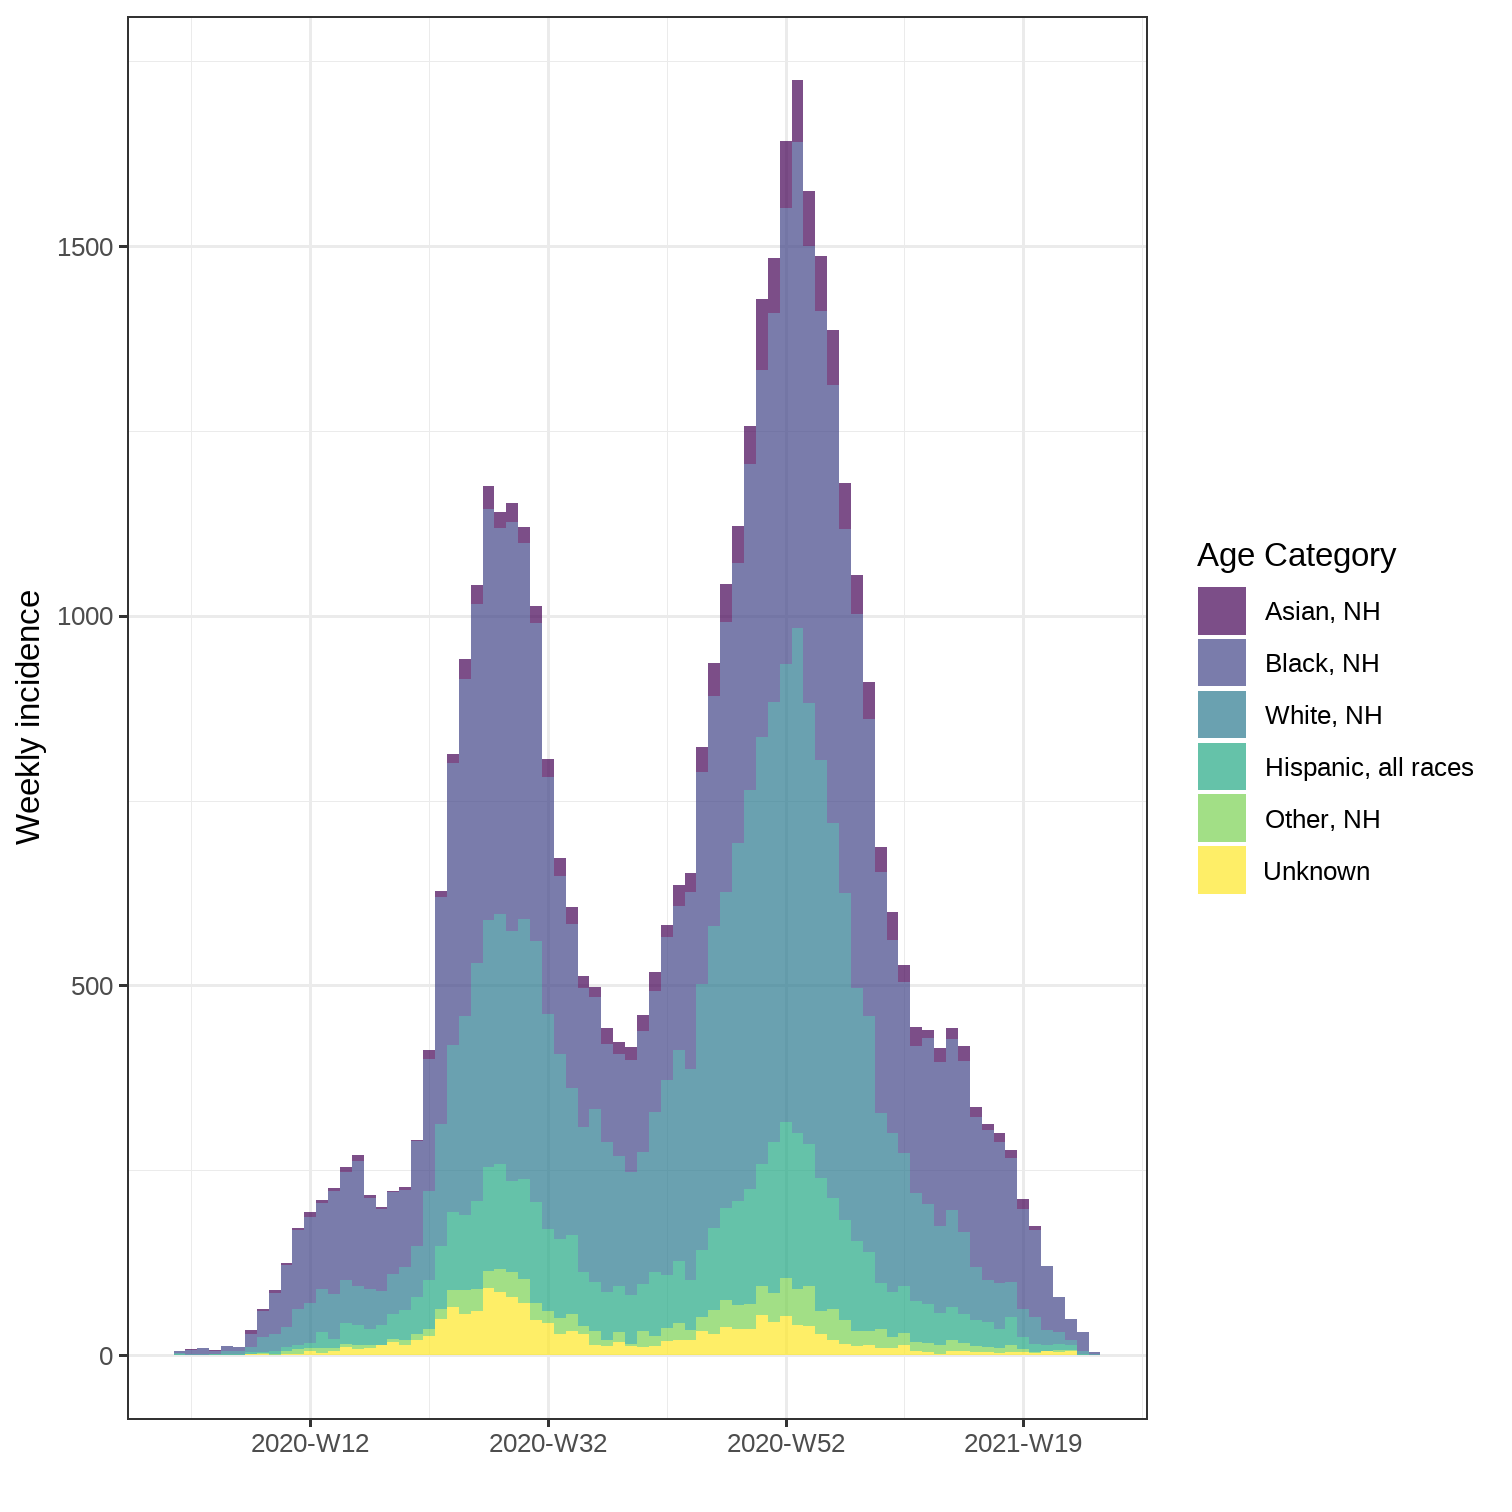 Weekly incidence
1500
1000
500
0
2020-W12 2020-W32 2020-W52 2021-W19
Age Category
Asian, NH
Black, NH
White, NH
Hispanic, all races
Other, NH
Unknown